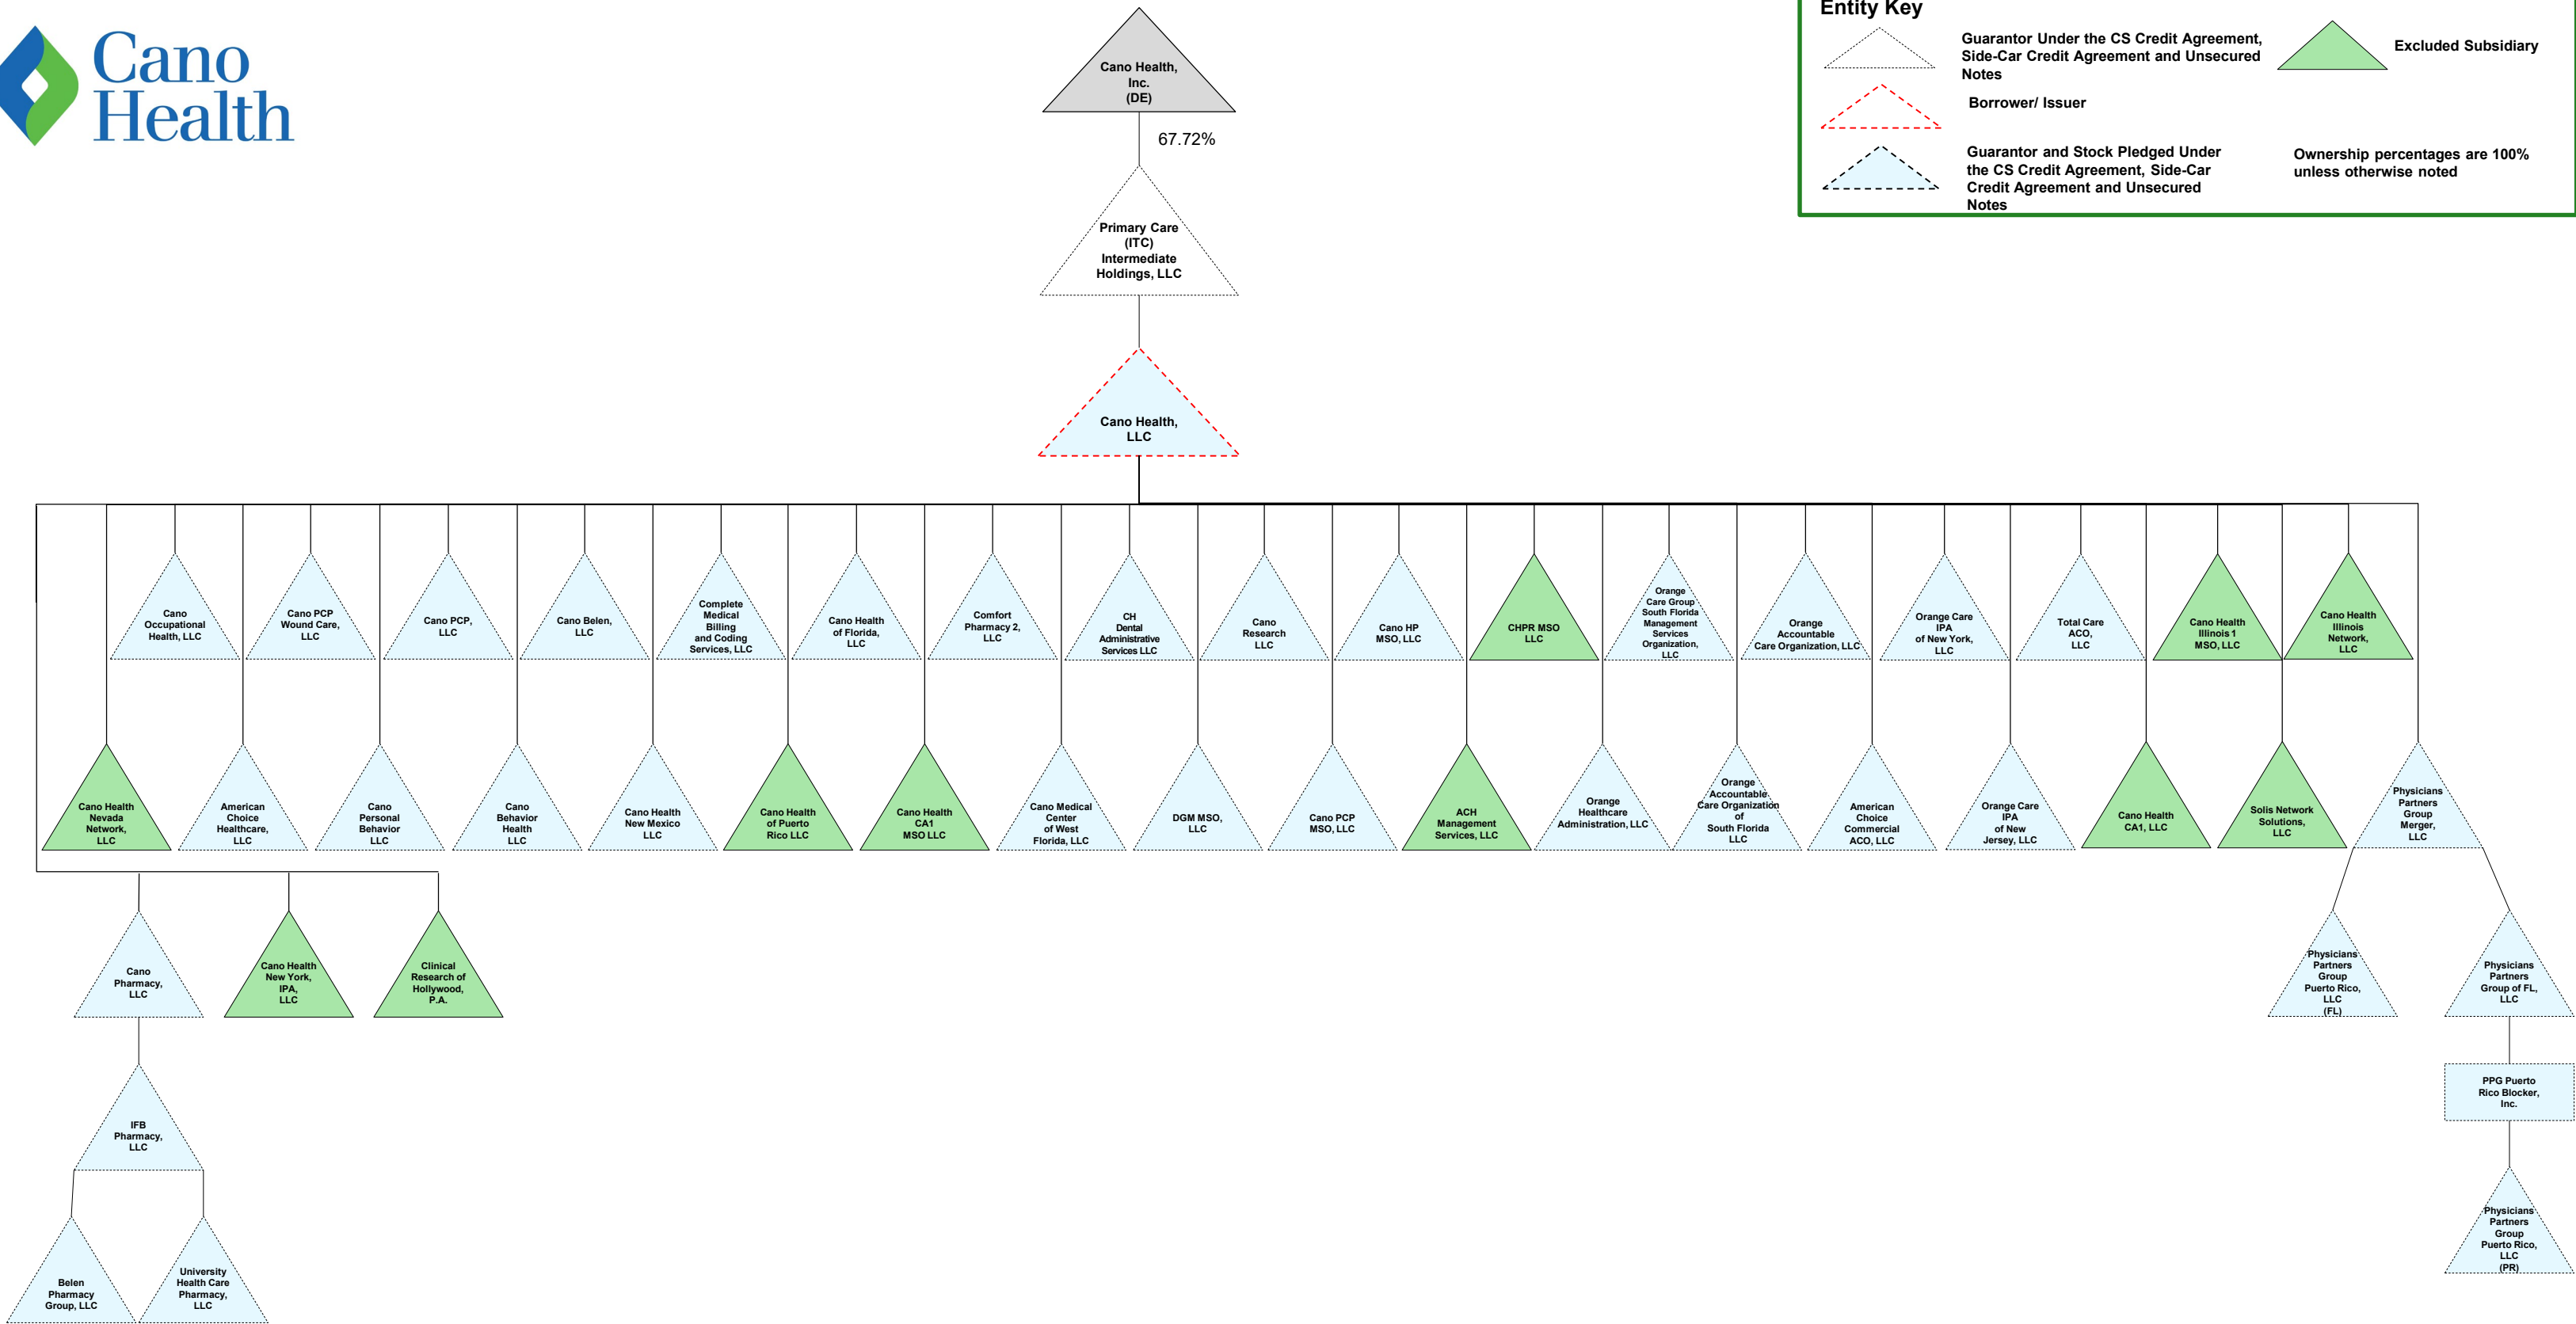 Cano
Health
Entity Key
Guarantor Under the CS Credit Agreement,
Side-Car Credit Agreement and Unsecured
Notes
Excluded Subsidiary
Borrower/ Issuer
Guarantor and Stock Pledged Under
the CS Credit Agreement, Side-Car
Credit Agreement and Unsecured
Notes
Ownership percentages are 100%
unless otherwise noted
Cano Health,
Inc.
(DE)
67.72%
Primary Care
(ITC)
Intermediate
Holdings, LLC
Cano Health,
LLC
Cano
Occupational
Health, LLC
Cano PCP
Wound Care,
LLC
Cano PCP,
LLC
Cano Belen,
LLC
Complete
Medical
Billing
and Coding
Services, LLC
Cano Health
of Florida,
LLC
Comfort
Pharmacy 2,
LLC
CH
Dental
Administrative
Services LLC
Cano
Research
LLC
Cano HP
MSO, LLC
CHPR MSO
LLC
Orange
Care Group
South Florida
Management
Services
Organization,
LLC
Orange
Accountable
Care Organization, LLC
Orange Care
IPA
of New York,
LLC
Total Care
ACO,
LLC
Cano Health
Illinois 1
MSO, LLC
Cano Health
Illinois
Network,
LLC
Cano Health
Nevada
Network,
LLC
American
Choice
Healthcare,
LLC
Cano
Personal
Behavior
LLC
Cano
Behavior
Health
LLC
Cano Health
New Mexico
LLC
Cano Health
of Puerto
Rico LLC
Cano Health
CA1
MSO LLC
Cano Medical
Center
of West
Florida, LLC
DGM MSO,
LLC
Cano PCP
MSO, LLC
ACH
Management
Services, LLC
Orange
Healthcare
Administration, LLC
Orange
Accountable
Care Organization
of
South Florida
LLC
American
Choice
Commercial
ACO, LLC
Orange Care
IPA
of New
Jersey, LLC
Cano Health
CA1, LLC
Solis Network
Solutions,
LLC
Physicians
Partners
Group
Merger,
LLC
Cano
Pharmacy,
LLC
Cano Health
New York,
IPA,
LLC
Clinical
Research of
Hollywood,
P.A.
Physicians
Partners
Group
Puerto Rico,
LLC
(FL)
Physicians
Partners
Group of FL,
LLC
IFB
Pharmacy,
LLC
PPG Puerto
Rico Blocker,
Inc.
Belen
Pharmacy
Group, LLC
University
Health Care
Pharmacy,
LLC
Physicians
Partners
Group
Puerto Rico,
LLC
(PR)